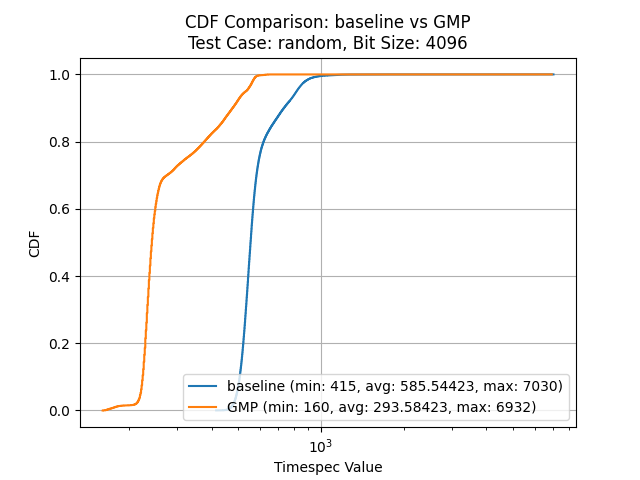 CDF Comparison: baseline vs GMP
Test Case: random, Bit Size: 4096
1.0
0.8
0.6
0.4
0.2
0.0
CDF
baseline (min: 415, avg: 585.54423, max: 7030)
GMP (min: 160, avg: 293.58423, max: 6932)
10³
Timespec Value